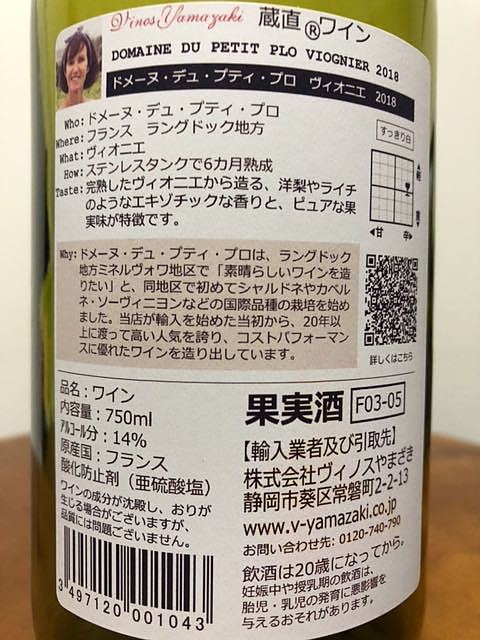 Vinos Yamazaki 蔵直®ワイン
DOMAINE DU PETIT PLO VIOGNIER 2018
ドメーヌ・デュ・プティ・プロ ヴィオニエ 2018
Who: ドメーヌ・デュ・プティ・プロ
Where: フランス ラングドック地方
What: ヴィオニエ
How: ステンレスタンクで6カ月熟成
Taste: 完熟したヴィオニエから造る、洋梨やライチ
のようなエキゾチックな香りと、ピュアな果
実味が特徴です。
すっきり白
▲軽
重▼
◀甘 辛▶
Why: ドメーヌ・デュ・プティ・プロは、ラングドック
地方ミネルヴォワ地区で「素晴らしいワインを造
りたい」と、同地区で初めてシャルドネやカベル
ネ・ソーヴィニヨンなどの国際品種の栽培を始め
ました。当店が輸入を始めた当初から、20年以
上に渡って高い人気を誇り、コストパフォーマン
スに優れたワインを造り出しています。
詳しくはこちら
品名：ワイン
内容量：750ml
アルコール分：14%
原産国：フランス
酸化防止剤（亜硫酸塩）
ワインの成分が沈殿し、おりが
生じる場合がございますが、
品質には問題ございません。
3 497120 001043
果実酒 F03-05
【輸入業者及び引取先】
株式会社ヴィノスやまざき
静岡市葵区常磐町2-2-13
www.v-yamazaki.co.jp
お問い合わせ先: 0120-740-790
飲酒は20歳になってから。
妊娠中や授乳期の飲酒は、
胎児・乳児の発育に悪影響を
与えるおそれがあります。